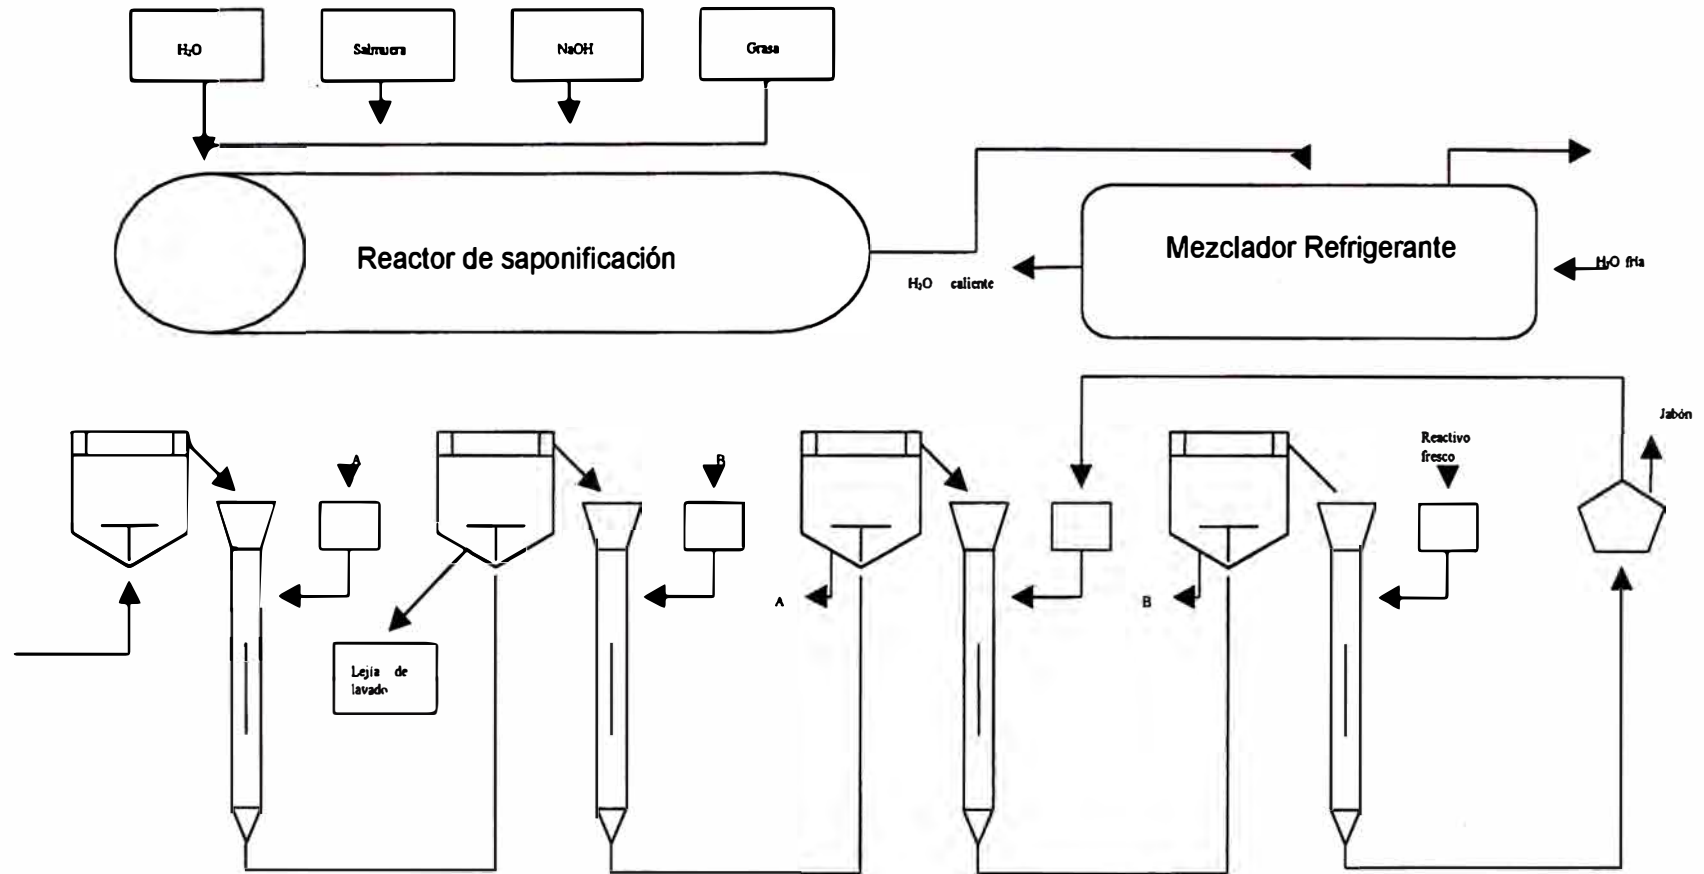 H₂O
Salmuera
NaOH
Grasa
Reactor de saponificación
Mezclador Refrigerante
H₂O caliente
H₂O fría
Jabón
A
B
Reactivo
fresco
A
B
Lejía de
lavado